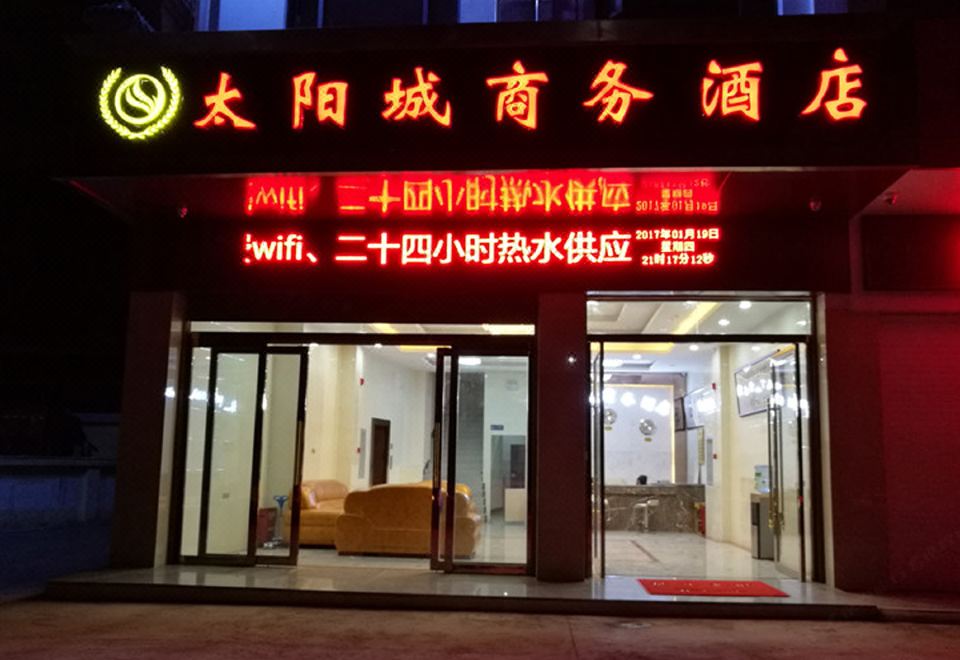 太阳城商务酒店
wifi、二十四小时热水供应
2017年01月19日
星期四
21时17分12秒